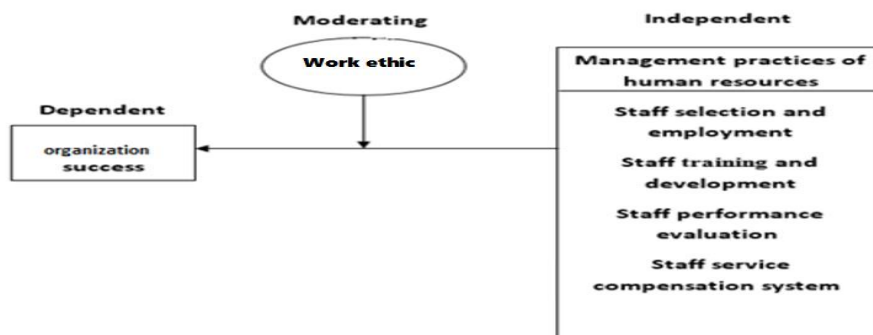 Moderating
Independent
Work ethic
Management practices of
human resources
Dependent
organization
success
Staff selection and
employment
Staff training and
development
Staff performance
evaluation
Staff service
compensation system